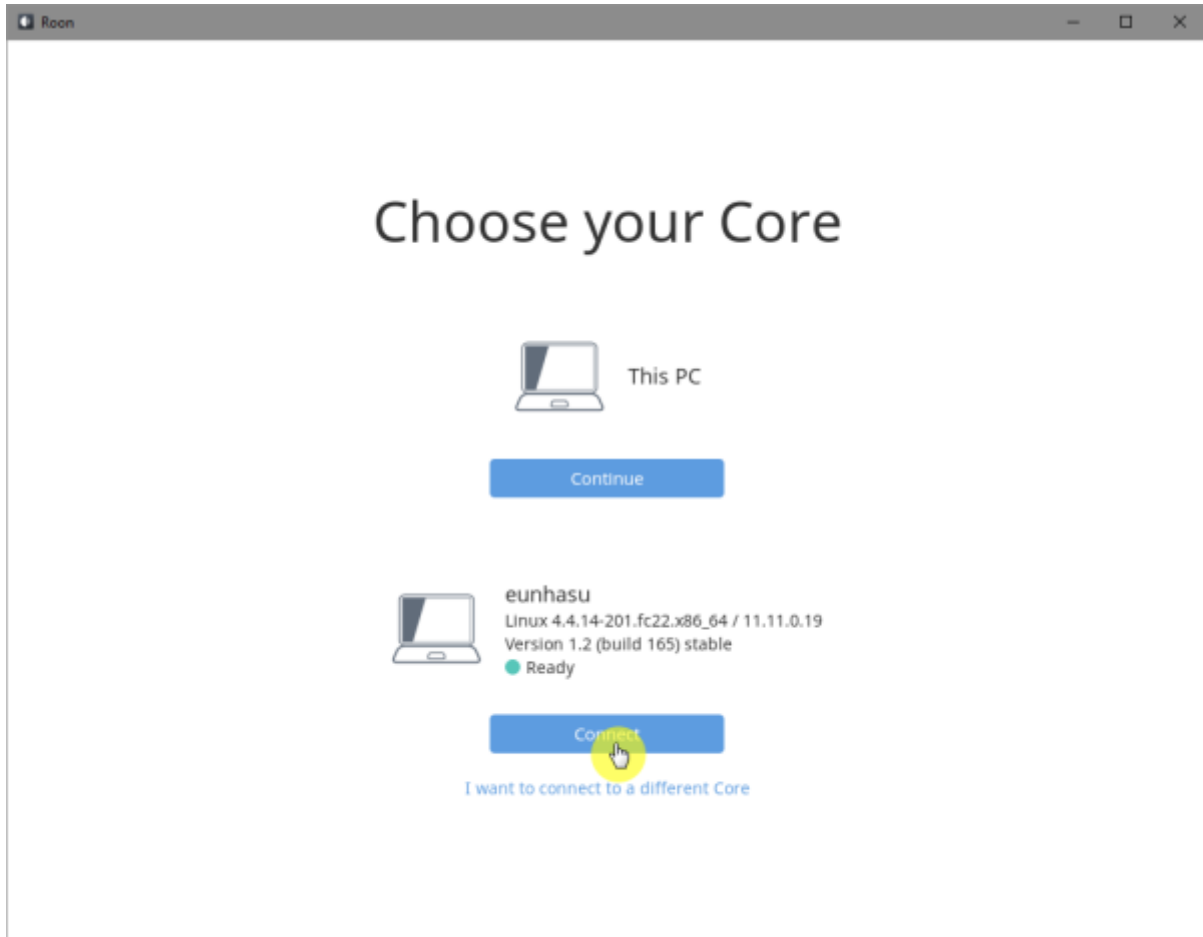 Roon
Choose your Core
This PC
Continue
eunhasu
Linux 4.4.14-201.fc22.x86_64 / 11.11.0.19
Version 1.2 (build 165) stable
Ready
Connect
I want to connect to a different Core